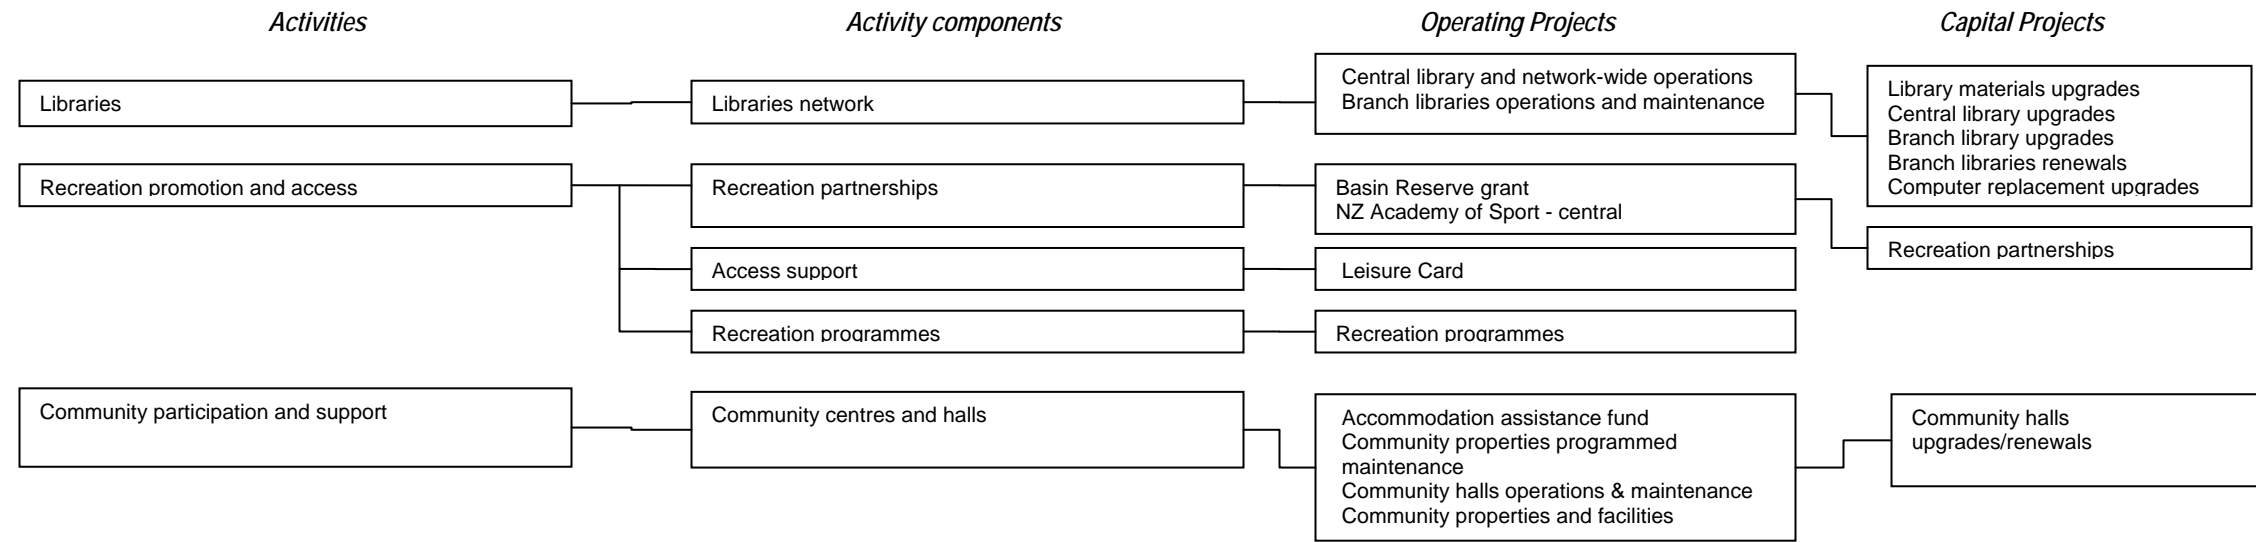 Activities
Activity components
Operating Projects
Capital Projects
Libraries
Libraries network
Central library and network-wide operations
Branch libraries operations and maintenance
Library materials upgrades
Central library upgrades
Branch library upgrades
Branch libraries renewals
Computer replacement upgrades
Recreation promotion and access
Recreation partnerships
Basin Reserve grant
NZ Academy of Sport - central
Recreation partnerships
Access support
Leisure Card
Recreation programmes
Recreation programmes
Community participation and support
Community centres and halls
Accommodation assistance fund
Community properties programmed
maintenance
Community halls operations & maintenance
Community properties and facilities
Community halls
upgrades/renewals